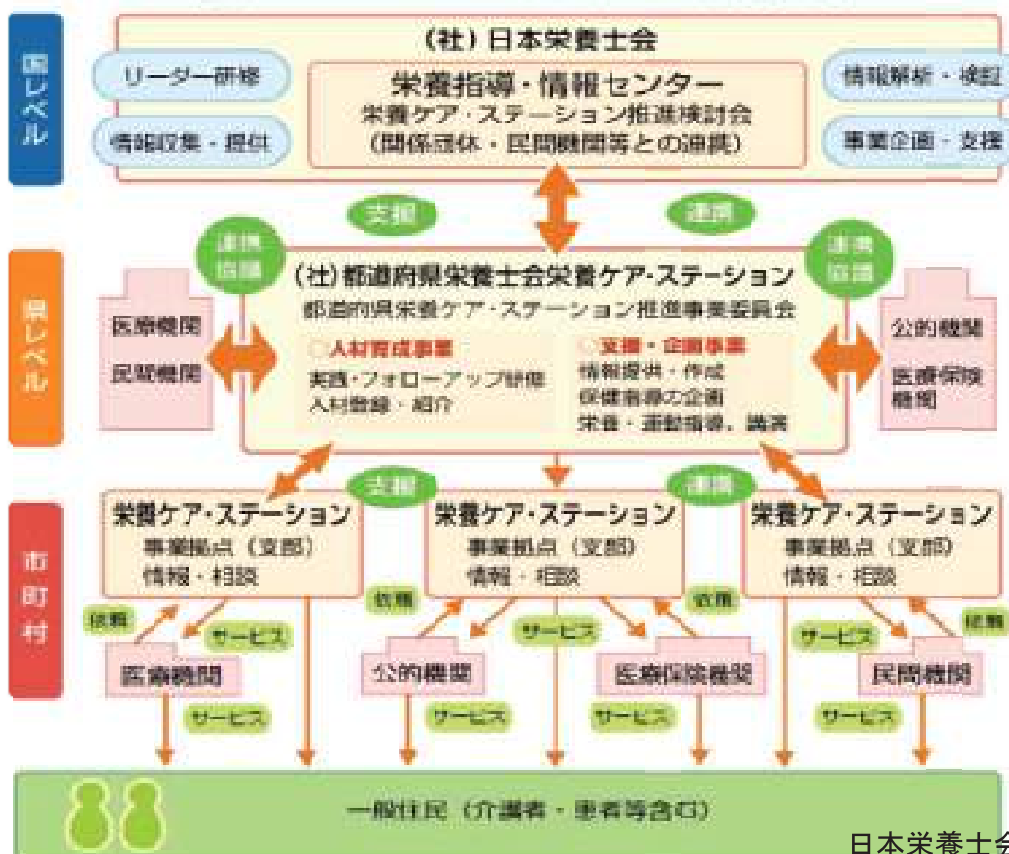 国レベル
(社)日本栄養士会
リーダー研修
情報収集・提供
栄養指導・情報センター
栄養ケア・ステーション推進検討会
(関係団体・民間機関等との連携)
情報解析・検証
事業企画・支援
支援
連携
県レベル
連携
協議
連携
協議
(社)都道府県栄養士会栄養ケア・ステーション
都道府県栄養ケア・ステーション推進事業委員会
○人材育成事業
実践・フォローアップ研修
人材登録・紹介
○支援・企画事業
情報提供・作成
保健指導の企画
栄養・運動指導、講演
医療機関
民間機関
公的機関
医療保険
機関
支援
連携
市町村
栄養ケア・ステーション
事業拠点(支部)
情報・相談
栄養ケア・ステーション
事業拠点(支部)
情報・相談
栄養ケア・ステーション
事業拠点(支部)
情報・相談
依頼
サービス
依頼
サービス
依頼
サービス
依頼
医療機関
公的機関
医療保険機関
民間機関
サービス
サービス
サービス
サービス
一般住民(介護者・患者等含む)
日本栄養士会